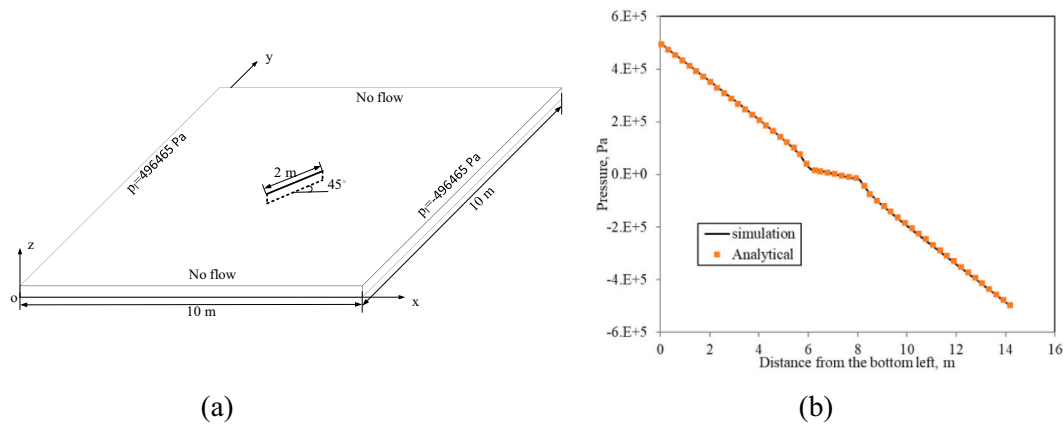 y
No flow
pₗ=496465 Pa
2 m
45°
pₗ=-496465 Pa
10 m
z
No flow
o
x
10 m
(a)
6.E+5
4.E+5
2.E+5
0.E+0
-2.E+5
-4.E+5
-6.E+5
Pressure, Pa
simulation
Analytical
0 2 4 6 8 10 12 14 16
Distance from the bottom left, m
(b)